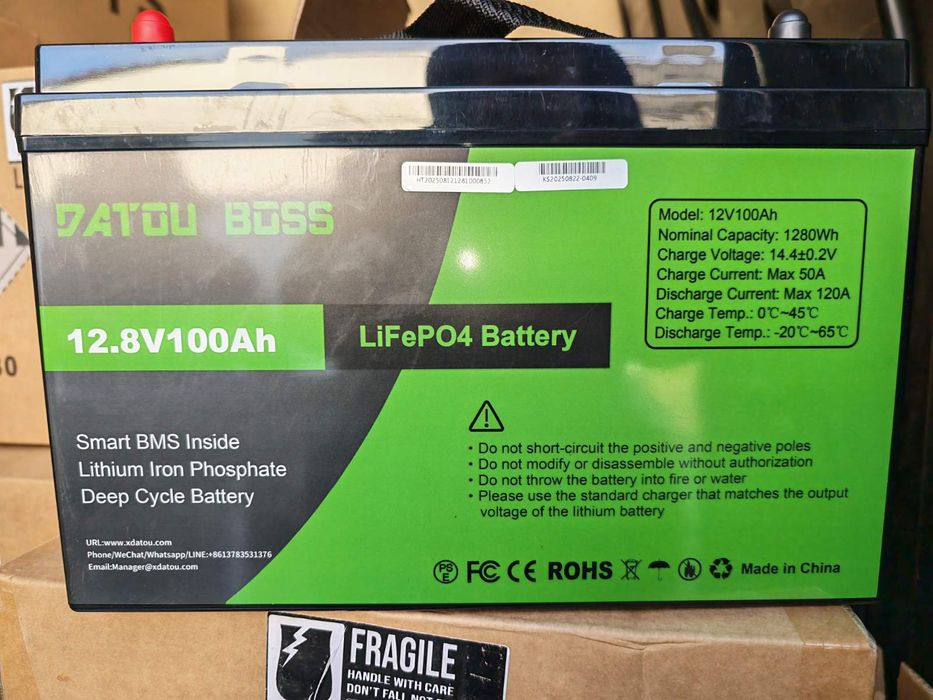 HT20250812128100085Z
KS20250822-0409
DATOU BOSS
12.8V100Ah
LiFePO4 Battery
Model: 12V100Ah
Nominal Capacity: 1280Wh
Charge Voltage: 14.4±0.2V
Charge Current: Max 50A
Discharge Current: Max 120A
Charge Temp.: 0℃~45℃
Discharge Temp.: -20℃~65℃
Smart BMS Inside
Lithium Iron Phosphate
Deep Cycle Battery
• Do not short-circuit the positive and negative poles
• Do not modify or disassemble without authorization
• Do not throw the battery into fire or water
• Please use the standard charger that matches the output
voltage of the lithium battery
URL:www.xdatou.com
Phone/WeChat/Whatsapp/LINE:+8613783531376
Email:Manager@xdatou.com
PS E FC CE ROHS Made in China
FRAGILE
HANDLE WITH CARE